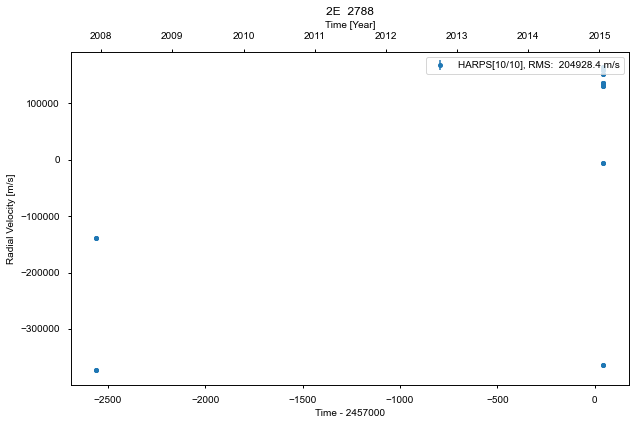 2E 2788
Time [Year]
2008 2009 2010 2011 2012 2013 2014 2015
HARPS[10/10], RMS: 204928.4 m/s
100000
0
−100000
−200000
−300000
Radial Velocity [m/s]
−2500 −2000 −1500 −1000 −500 0
Time - 2457000